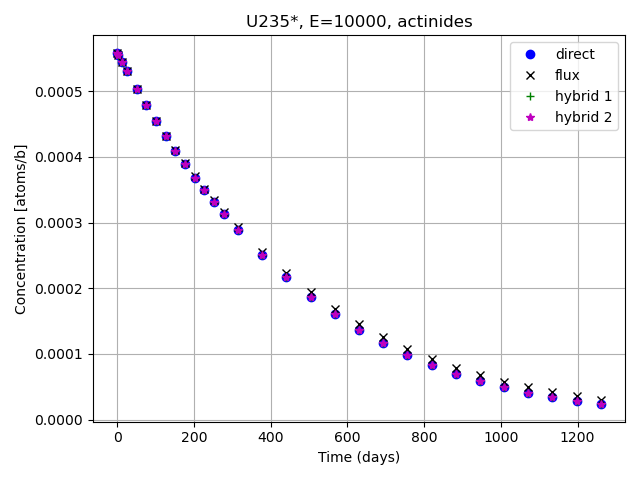 U235*, E=10000, actinides
direct
flux
hybrid 1
hybrid 2
Concentration [atoms/b]
0.0005
0.0004
0.0003
0.0002
0.0001
0.0000
0 200 400 600 800 1000 1200
Time (days)